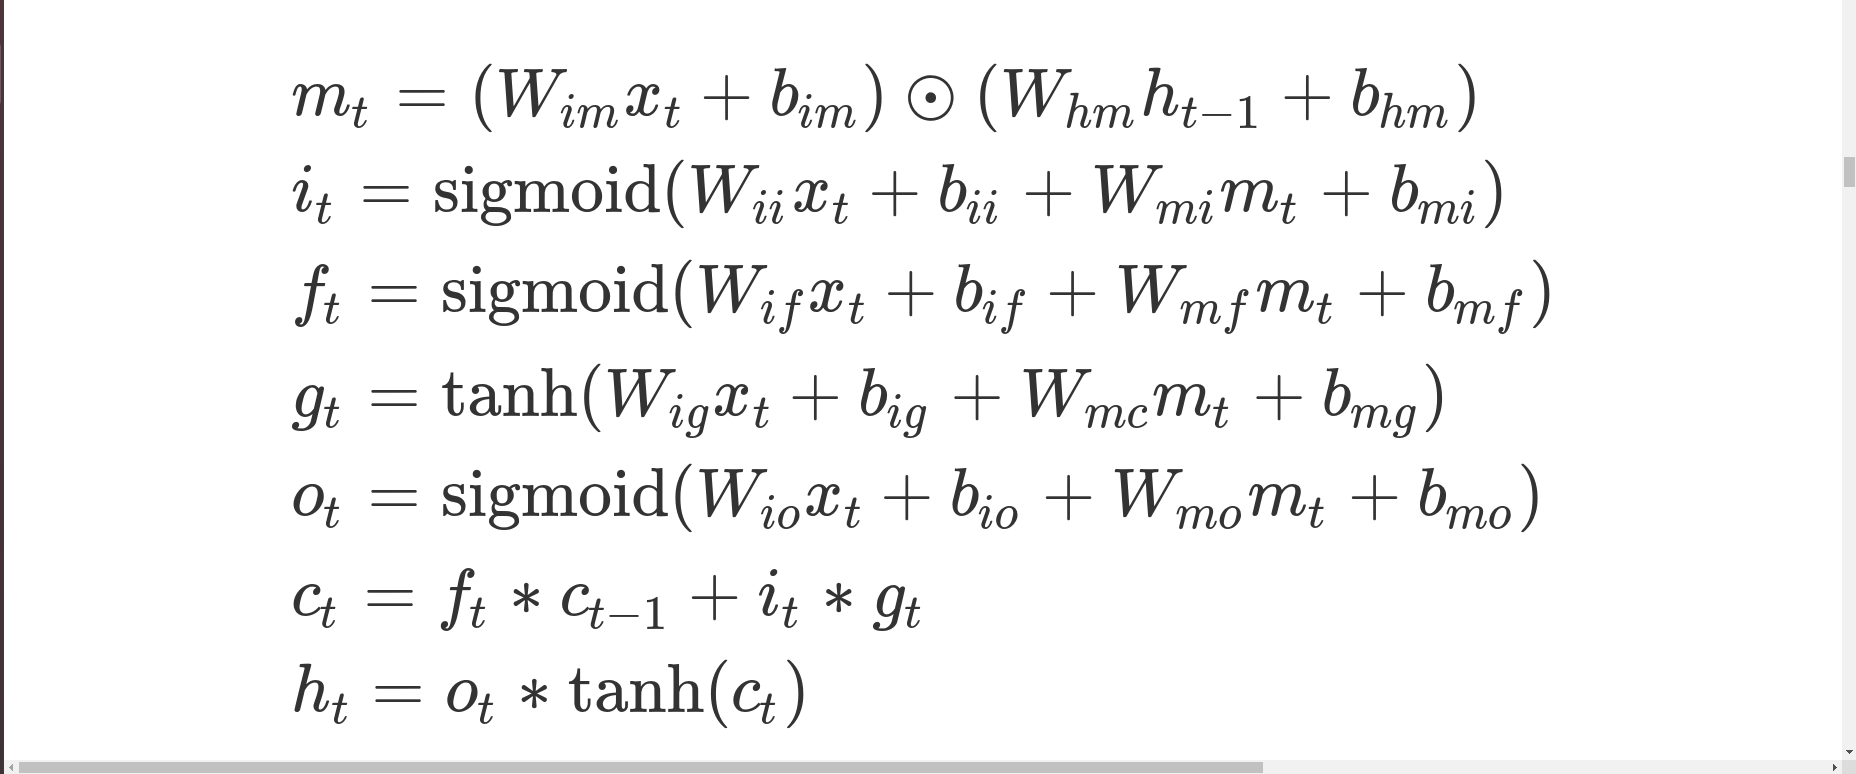 m_t = (W_{im} x_t + b_{im}) ⊙ (W_{hm} h_{t−1} + b_{hm})
i_t = sigmoid(W_{ii} x_t + b_{ii} + W_{mi} m_t + b_{mi})
f_t = sigmoid(W_{if} x_t + b_{if} + W_{mf} m_t + b_{mf})
g_t = tanh(W_{ig} x_t + b_{ig} + W_{mc} m_t + b_{mg})
o_t = sigmoid(W_{io} x_t + b_{io} + W_{mo} m_t + b_{mo})
c_t = f_t ∗ c_{t−1} + i_t ∗ g_t
h_t = o_t ∗ tanh(c_t)